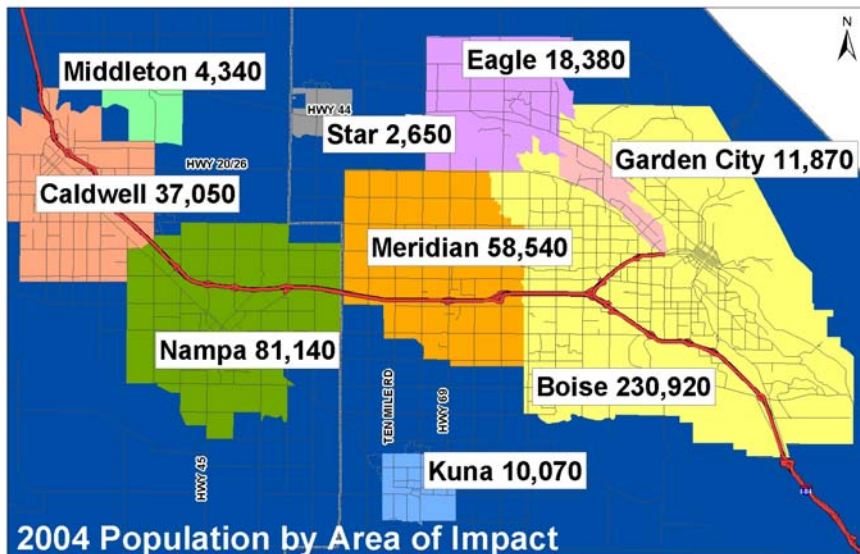 N
Middleton 4,340
Eagle 18,380
HWY 44
Star 2,650
HWY 20/26
Garden City 11,870
Caldwell 37,050
Meridian 58,540
Nampa 81,140
Boise 230,920
TEN MILE RD
HWY 69
HWY 45
Kuna 10,070
2004 Population by Area of Impact